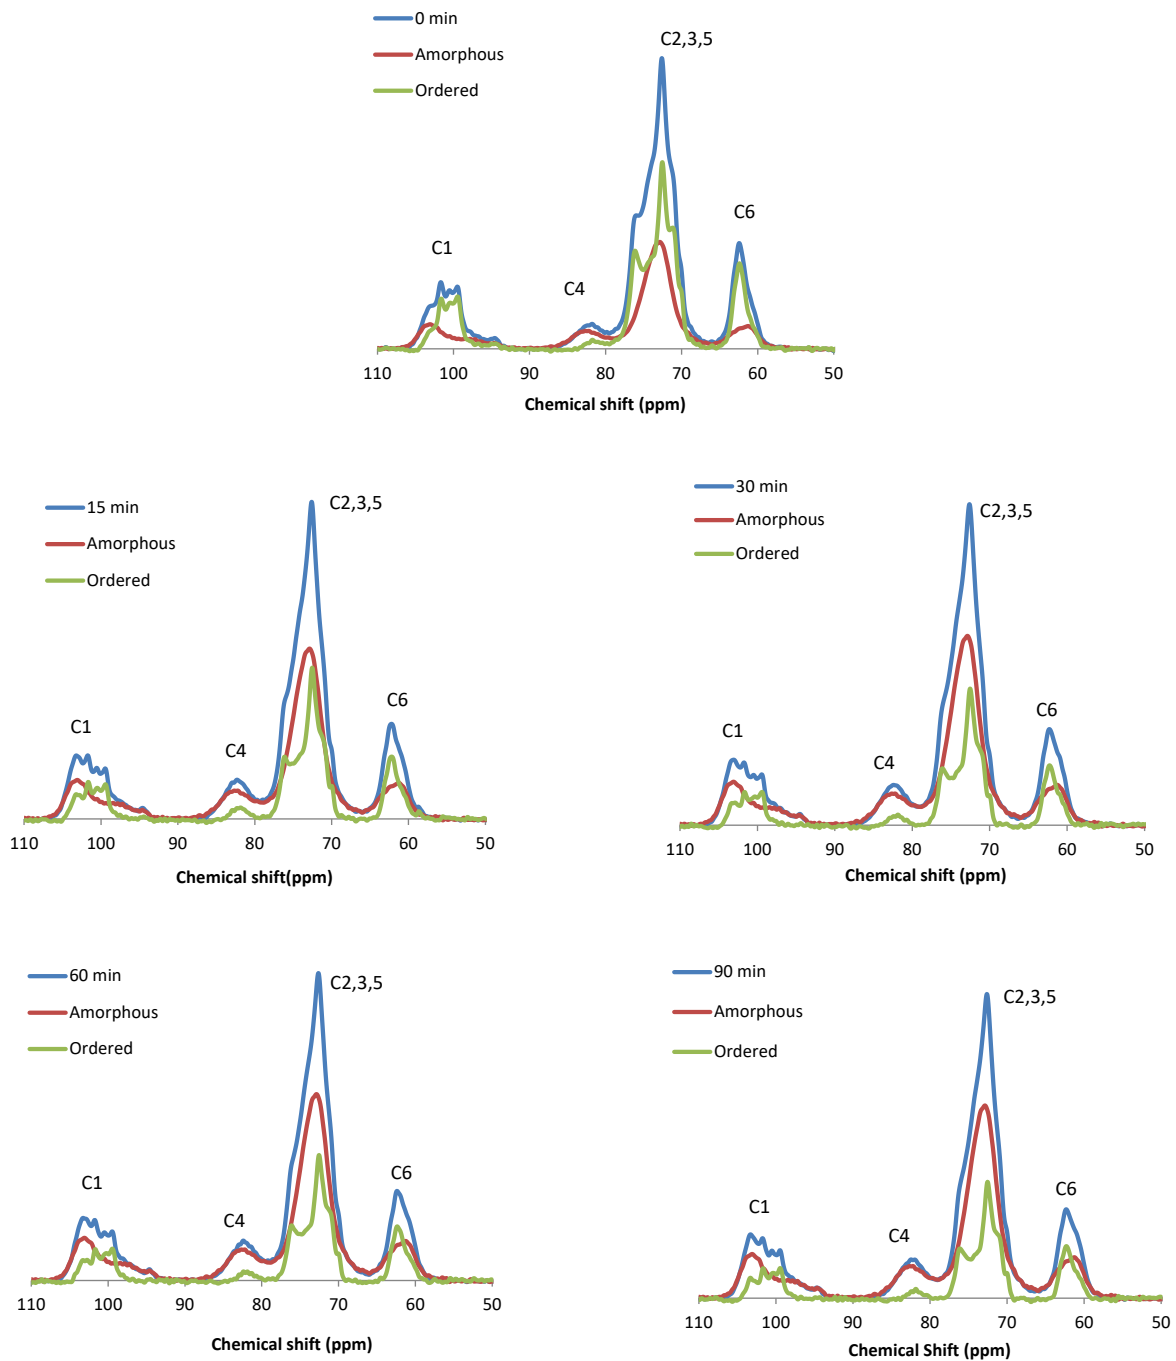 0 min
Amorphous
Ordered
C2,3,5
C6
C1
C4
110 100 90 80 70 60 50
Chemical shift (ppm)
15 min
Amorphous
Ordered
C2,3,5
C6
C1
C4
110 100 90 80 70 60 50
Chemical shift(ppm)
30 min
Amorphous
Ordered
C2,3,5
C6
C1
C4
110 100 90 80 70 60 50
Chemical shift (ppm)
60 min
Amorphous
Ordered
C2,3,5
C6
C1
C4
110 100 90 80 70 60 50
Chemical shift (ppm)
90 min
Amorphous
Ordered
C2,3,5
C6
C1
C4
110 100 90 80 70 60 50
Chemical Shift (ppm)